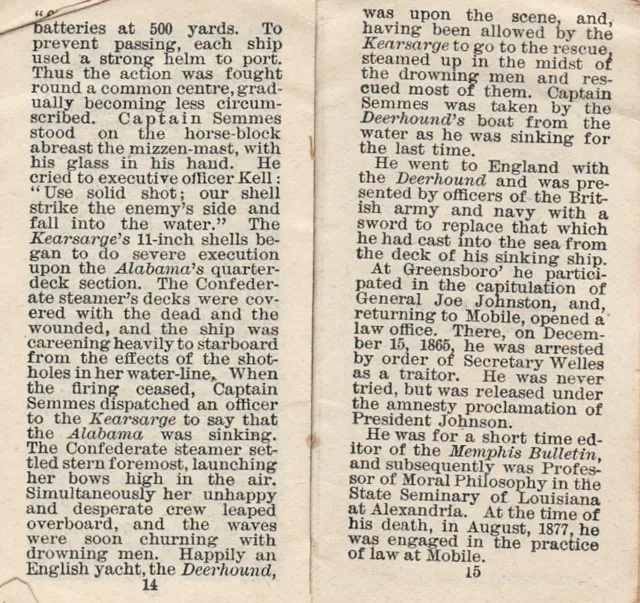 batteries at 500 yards. To
prevent passing, each ship
used a strong helm to port.
Thus the action was fought
round a common centre, grad-
ually becoming less circum-
scribed. Captain Semmes
stood on the horse-block
abreast the mizzen-mast, with
his glass in his hand. He
cried to executive officer Kell:
"Use solid shot; our shell
strike the enemy's side and
fall into the water." The
Kearsarge's 11-inch shells be-
gan to do severe execution
upon the Alabama's quarter-
deck section. The Confeder-
ate steamer's decks were cov-
ered with the dead and the
wounded, and the ship was
careening heavily to starboard
from the effects of the shot-
holes in her water-line. When
the firing ceased, Captain
Semmes dispatched an officer
to the Kearsarge to say that
the Alabama was sinking.
The Confederate steamer set-
tled stern foremost, launching
her bows high in the air.
Simultaneously her unhappy
and desperate crew leaped
overboard, and the waves
were soon churning with
drowning men. Happily an
English yacht, the Deerhound,
14
was upon the scene, and,
having been allowed by the
Kearsarge to go to the rescue,
steamed up in the midst of
the drowning men and res-
cued most of them. Captain
Semmes was taken by the
Deerhound's boat from the
water as he was sinking for
the last time.
He went to England with
the Deerhound and was pre-
sented by officers of the Brit-
ish army and navy with a
sword to replace that which
he had cast into the sea from
the deck of his sinking ship.
At Greensboro' he partici-
pated in the capitulation of
General Joe Johnston, and,
returning to Mobile, opened a
law office. There, on Decem-
ber 15, 1865, he was arrested
by order of Secretary Welles
as a traitor. He was never
tried, but was released under
the amnesty proclamation of
President Johnson.
He was for a short time ed-
itor of the Memphis Bulletin,
and subsequently was Profes-
sor of Moral Philosophy in the
State Seminary of Louisiana
at Alexandria. At the time of
his death, in August, 1877, he
was engaged in the practice
of law at Mobile.
15